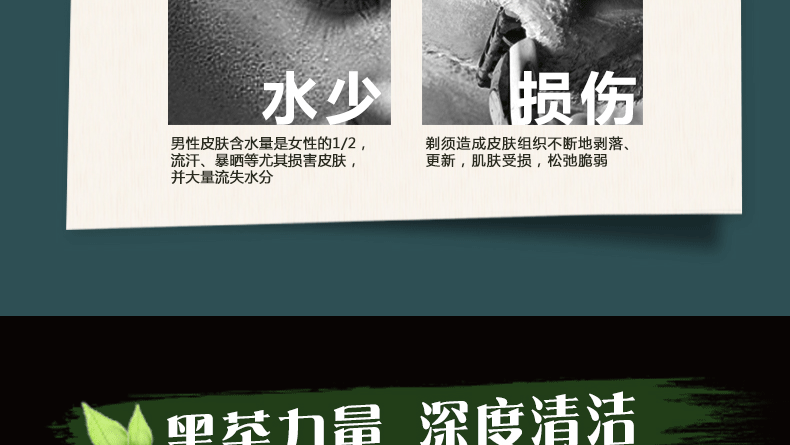 水少
男性皮肤含水量是女性的1/2，
流汗、暴晒等尤其损害皮肤，
并大量流失水分
损伤
剃须造成皮肤组织不断地剥落、
更新，肌肤受损，松弛脆弱
黑茶力量 深度清洁